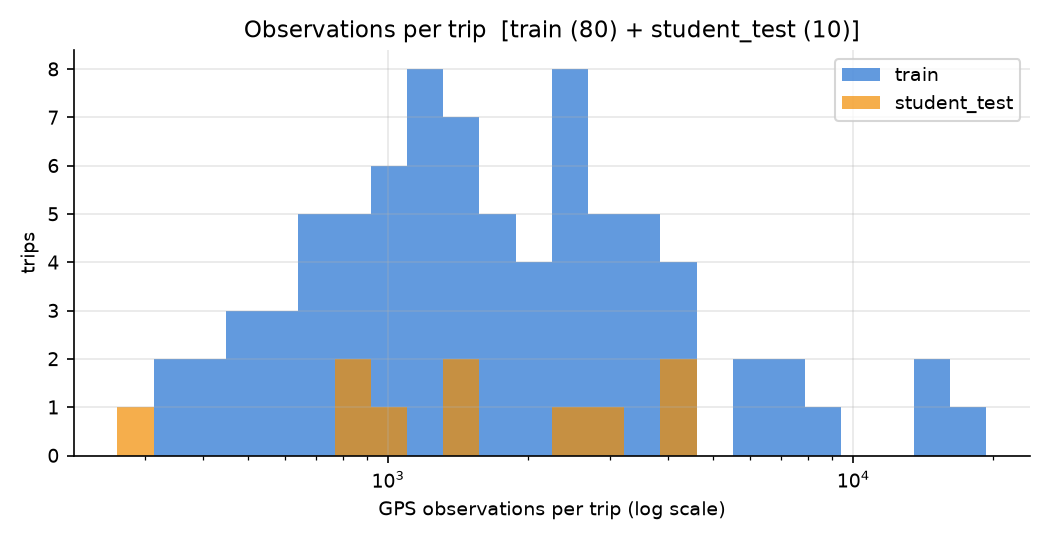 Observations per trip  [train (80) + student_test (10)]
train
student_test
8
7
6
5
4
3
2
1
0
trips
10³
10⁴
GPS observations per trip (log scale)